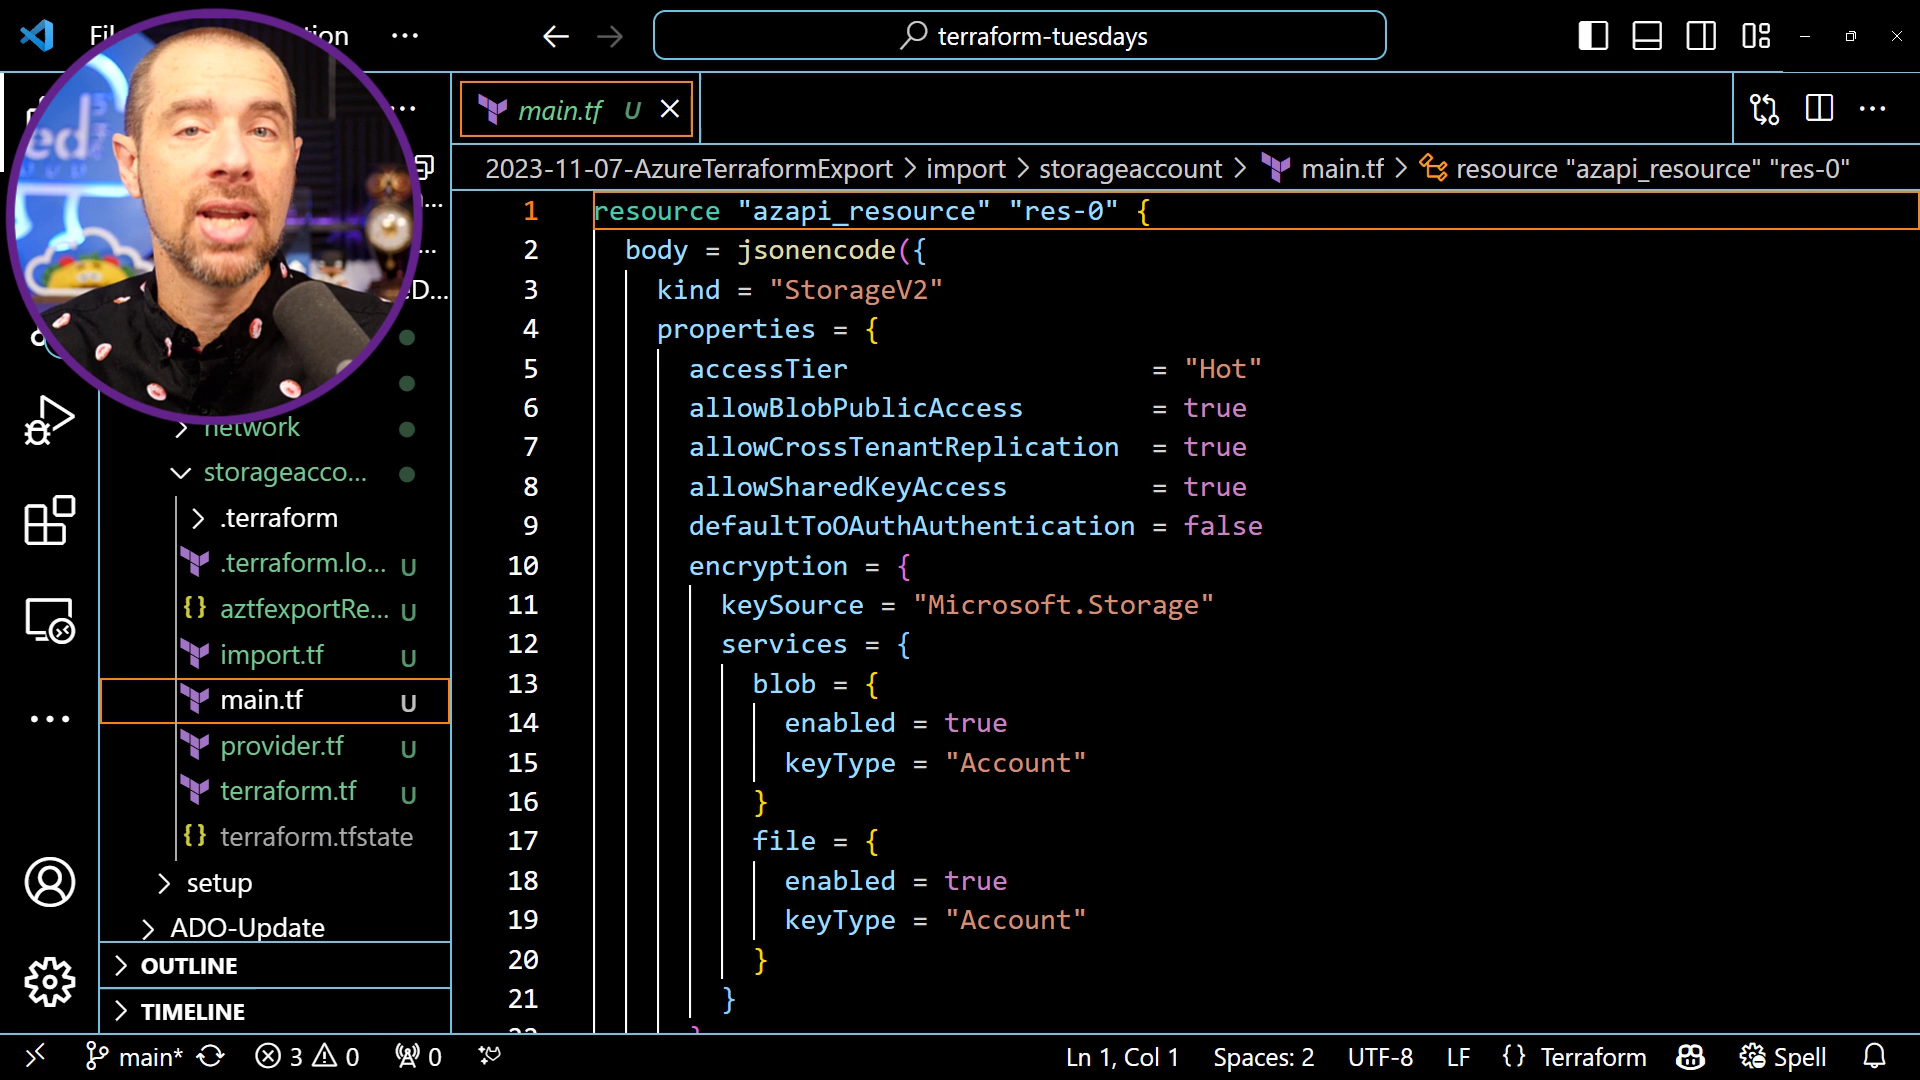 terraform-tuesdays
main.tf U
2023-11-07-AzureTerraformExport > import > storageaccount > main.tf > resource "azapi_resource" "res-0"
1 resource "azapi_resource" "res-0" {
2 body = jsonencode({
3 kind = "StorageV2"
4 properties = {
5 accessTier = "Hot"
6 allowBlobPublicAccess = true
7 allowCrossTenantReplication = true
8 allowSharedKeyAccess = true
9 defaultToOAuthAuthentication = false
10 encryption = {
11 keySource = "Microsoft.Storage"
12 services = {
13 blob = {
14 enabled = true
15 keyType = "Account"
16 }
17 file = {
18 enabled = true
19 keyType = "Account"
20 }
21 }
network
storageacco...
.terraform
.terraform.lo... U
aztfexportRe... U
import.tf U
main.tf U
provider.tf U
terraform.tf U
terraform.tfstate
setup
ADO-Update
OUTLINE
TIMELINE
main* 3 0 0
Ln 1, Col 1 Spaces: 2 UTF-8 LF {} Terraform Spell